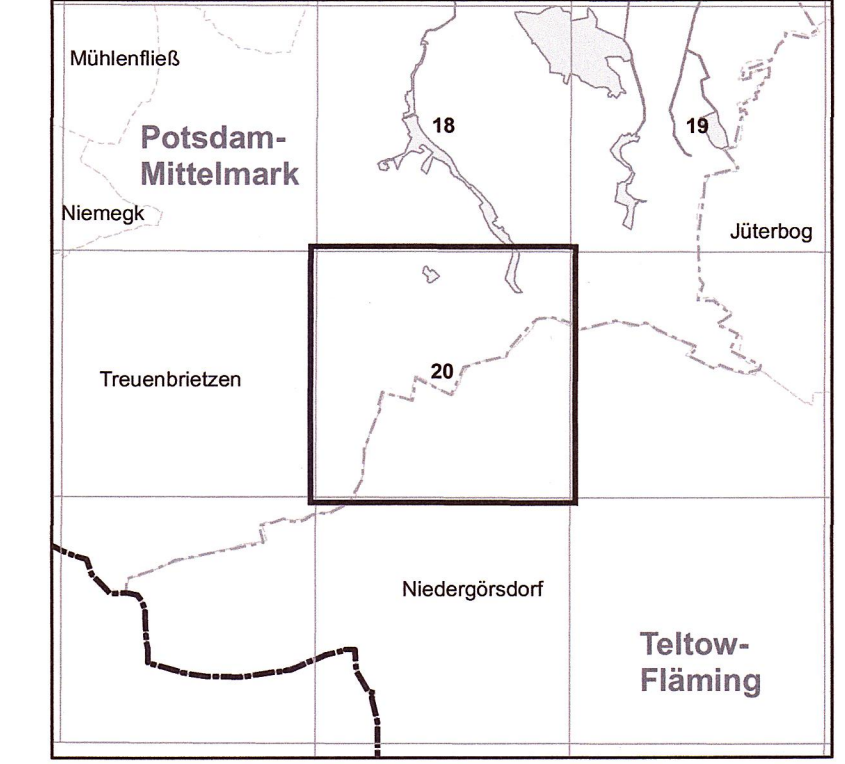 Mühlenfließ
18
19
Potsdam-
Mittelmark
Niemegk
Jüterbog
20
Treuenbrietzen
Niedergörsdorf
Teltow-
Fläming